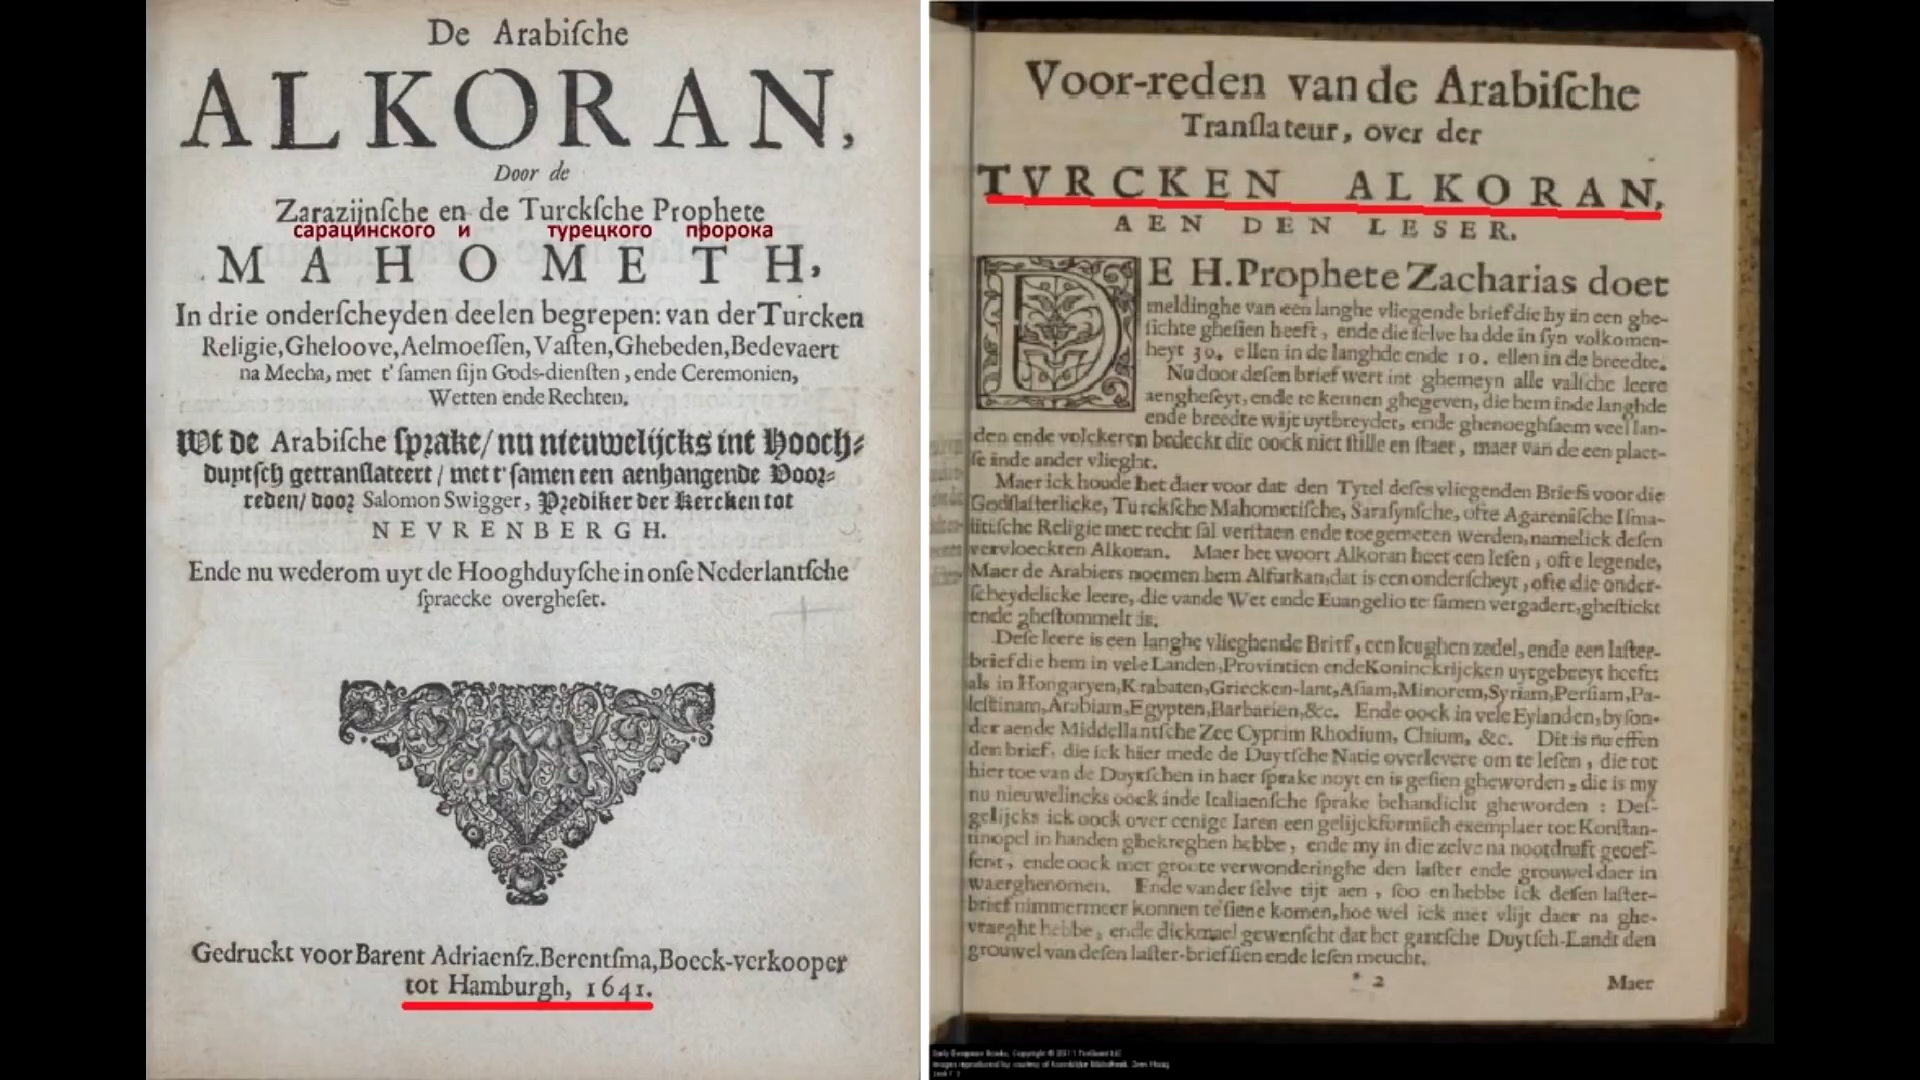 De Arabiſche
ALKORAN,
Door de
Zarazijnſche en de Turckſche Prophete
сарацинского и турецкого пророка
MAHOMETH,
In drie onderſcheyden deelen begrepen: van der Turcken
Religie, Gheloove, Aelmoeſſen, Vaſten, Ghebeden, Bedevaert
na Mecha, met t'ſamen ſijn Gods-dienſten, ende Ceremonien,
Wetten ende Rechten.
Wt de Arabiſche ſprake/ nu nieuwelijcks int Hooch-
duytſch getranſlateert/ met t'ſamen een aenhangende Voor-
reden/ door Salomon Swigger, Prediker der Kercken tot
NEVRENBERGH.
Ende nu wederom uyt de Hooghduyſche in onſe Nederlantſche
ſpraecke overgheſet.
Gedruckt voor Barent Adriaenſz. Berentſma, Boeck-verkooper
tot Hamburgh, 1641.
Voor-reden van de Arabiſche
Tranſlateur, over der
TVRCKEN ALKORAN,
AEN DEN LESER.
DE H. Prophete Zacharias doet
meldinghe van een langhe vliegende brief die hy in een ghe-
ſichte gheſien heeft, ende die ſelve hadde in ſyn volkomen-
heyt 30. ellen in de langhde ende 10. ellen in de breedte.
Nu door deſen brief wert int ghemeyn alle valſche leere
aengheſeyt, ende te kennen ghegeven, die hem inde langhde
ende breedte wijt uytbreydet, ende ghenoeghſaem veel lan-
den ende volckeren bedeckt die oock niet ſtille en ſtaet, maer van de een plaet-
ſe inde ander vlieght.
Maer ick houde het daer voor dat den Tytel deſes vliegenden Briefs voor die
Godſlaſterlicke, Turckſche Mahometiſche, Saraſynſche, ofte Agareniſche Iſma-
litiſche Religie met recht ſal verſtaen ende toegemeten werden, namelick deſen
vervloeckten Alkoran. Maer het woort Alkoran heet een leſen, ofte legende,
Maer de Arabiers noemen hem Alfurkan, dat is een onderſcheyt, ofte die onder-
ſcheydelicke leere, die vande Wet ende Euangelio te ſamen vergadert, gheſtickt
ende gheſtommelt is.
Deſe leere is een langhe vlieghende Brief, een leughen zedel, ende een laſter-
brief die hem in vele Landen, Provintien ende Koninckrijcken uytgebreyt heeft:
als in Hongaryen, Krabaten, Griecken-lant, Aſiam, Minorem, Syriam, Perſiam, Pa-
leſtinam, Arabiam, Egypten, Barbarien, &c. Ende oock in vele Eylanden, by ſon-
der aende Middellantſche Zee Cyprim Rhodium, Chium, &c. Dit is nu effen
den brief, die ick hier mede de Duytſche Natie overlevere om te leſen, die tot
hier toe van de Duytſchen in haer ſprake noyt en is geſien gheworden, die is my
nu nieuwelincks oock inde Italiaenſche ſprake behandicht gheworden: Deſ-
gelijcks ick oock over eenige Iaren een gelijckformich exemplaer tot Konſtan-
tinopel in handen ghekreghen hebbe, ende my in die zelve na nootdruft geoef-
fent, ende oock met groote verwonderinghe den laſter ende grouwel daer in
waerghenomen. Ende vander ſelve tijt aen, ſoo en hebbe ick deſen laſter-
brief nimmermeer konnen te ſiene komen, hoe wel ick met vlijt daer na ghe-
vraeght hebbe, ende dickmael gewenſcht dat het gantſche Duytſch-Landt den
grouwel van deſen laſter-brief ſien ende leſen meucht.
* 2 Maer
Early European Books, Copyright © 2011 ProQuest LLC
Images reproduced by courtesy of Koninklijke Bibliotheek, Den Haag